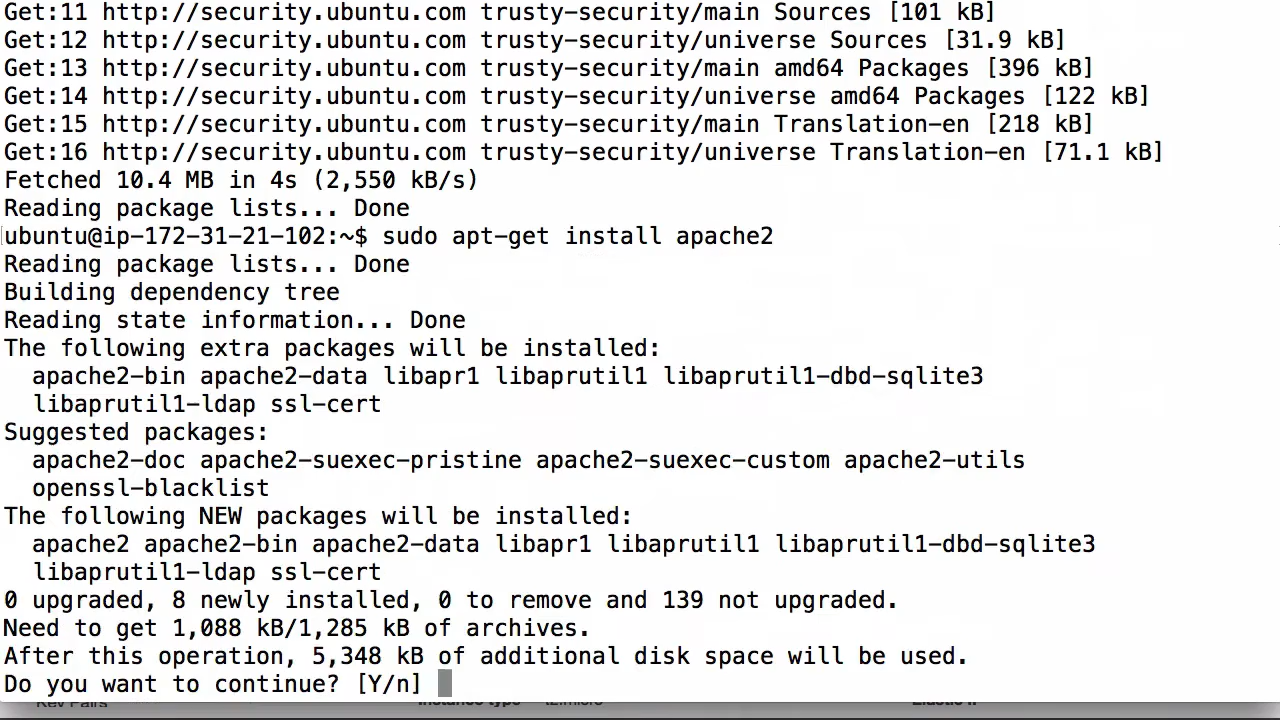 Get:11 http://security.ubuntu.com trusty-security/main Sources [101 kB]
Get:12 http://security.ubuntu.com trusty-security/universe Sources [31.9 kB]
Get:13 http://security.ubuntu.com trusty-security/main amd64 Packages [396 kB]
Get:14 http://security.ubuntu.com trusty-security/universe amd64 Packages [122 kB]
Get:15 http://security.ubuntu.com trusty-security/main Translation-en [218 kB]
Get:16 http://security.ubuntu.com trusty-security/universe Translation-en [71.1 kB]
Fetched 10.4 MB in 4s (2,550 kB/s)
Reading package lists... Done
ubuntu@ip-172-31-21-102:~$ sudo apt-get install apache2
Reading package lists... Done
Building dependency tree
Reading state information... Done
The following extra packages will be installed:
  apache2-bin apache2-data libapr1 libaprutil1 libaprutil1-dbd-sqlite3
  libaprutil1-ldap ssl-cert
Suggested packages:
  apache2-doc apache2-suexec-pristine apache2-suexec-custom apache2-utils
  openssl-blacklist
The following NEW packages will be installed:
  apache2 apache2-bin apache2-data libapr1 libaprutil1 libaprutil1-dbd-sqlite3
  libaprutil1-ldap ssl-cert
0 upgraded, 8 newly installed, 0 to remove and 139 not upgraded.
Need to get 1,088 kB/1,285 kB of archives.
After this operation, 5,348 kB of additional disk space will be used.
Do you want to continue? [Y/n]
Key Pairs Instance type t2.micro Elastic IP